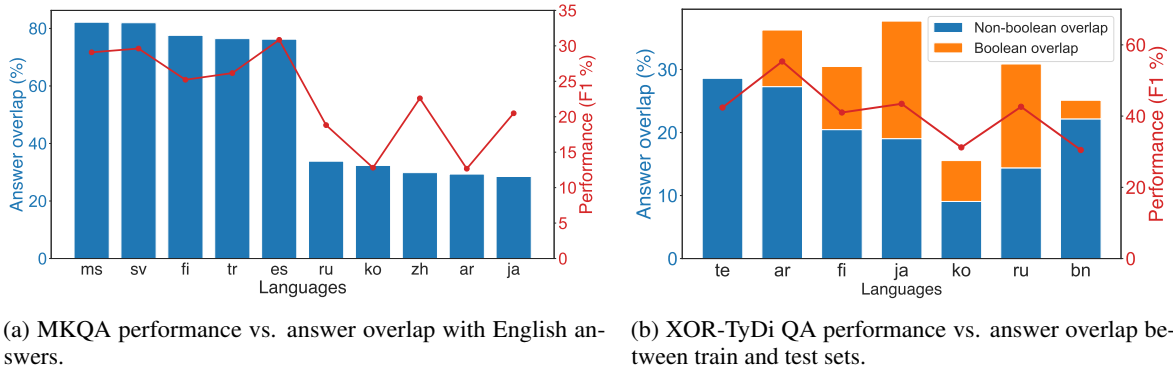 80
60
40
20
0
Answer overlap (%)
35
30
25
20
15
10
5
0
Performance (F1 %)
ms sv fi tr es ru ko zh ar ja
Languages
(a) MKQA performance vs. answer overlap with English an-
swers.
30
20
10
0
Answer overlap (%)
Non-boolean overlap
Boolean overlap
60
40
20
0
Performance (F1 %)
te ar fi ja ko ru bn
Languages
(b) XOR-TyDi QA performance vs. answer overlap be-
tween train and test sets.